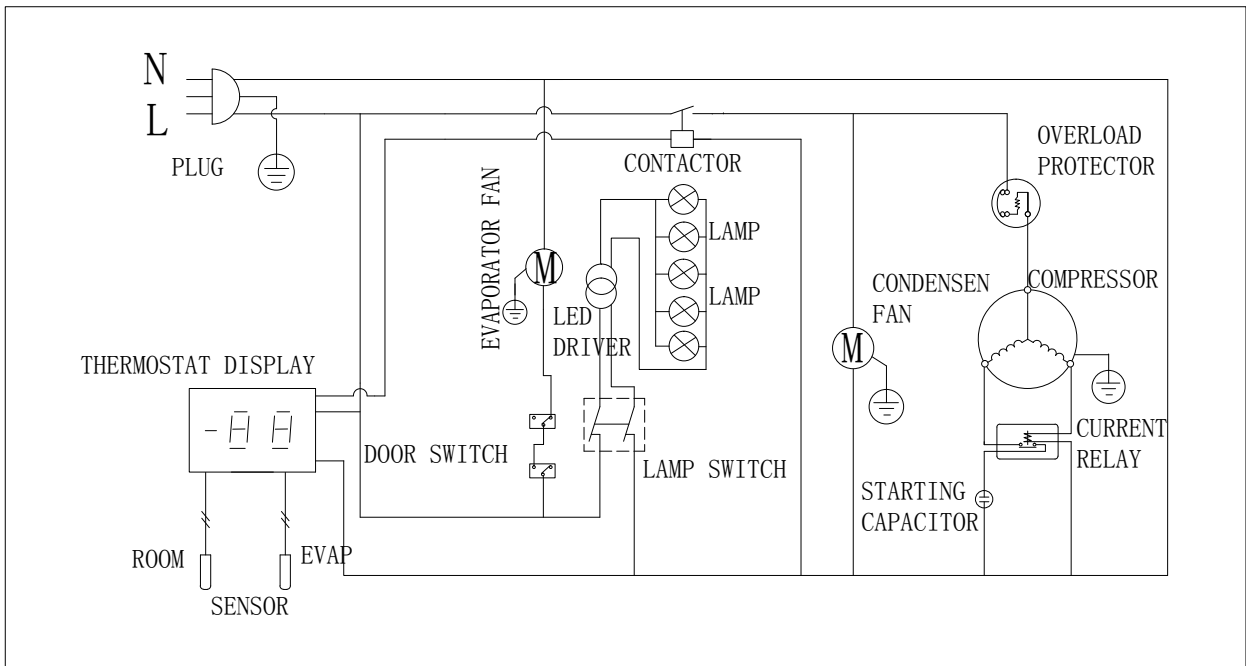 N
L
PLUG
CONTACTOR
OVERLOAD
PROTECTOR
EVAPORATOR FAN
M
LAMP
LAMP
LED
DRIVER
CONDENSEN
FAN
M
COMPRESSOR
THERMOSTAT DISPLAY
-88
DOOR SWITCH
LAMP SWITCH
CURRENT
RELAY
STARTING
CAPACITOR
ROOM
EVAP
SENSOR